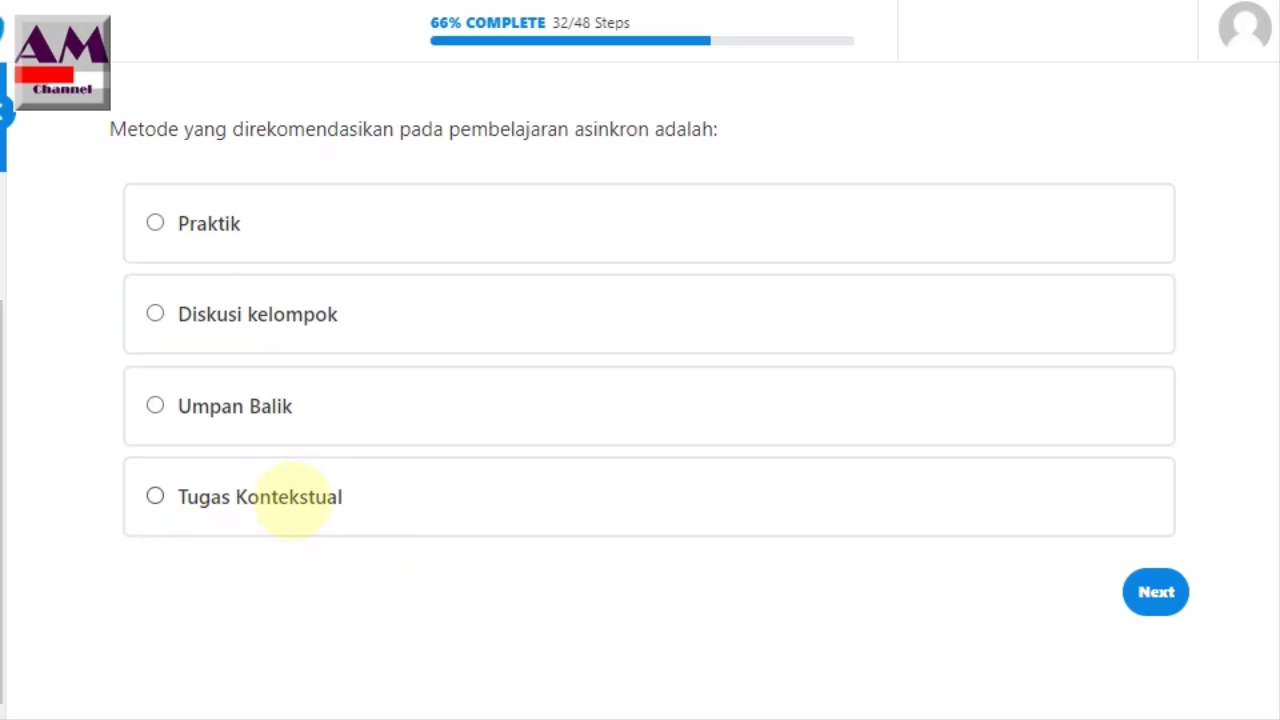 66% COMPLETE 32/48 Steps
AM
Channel
Metode yang direkomendasikan pada pembelajaran asinkron adalah:
Praktik
Diskusi kelompok
Umpan Balik
Tugas Kontekstual
Next